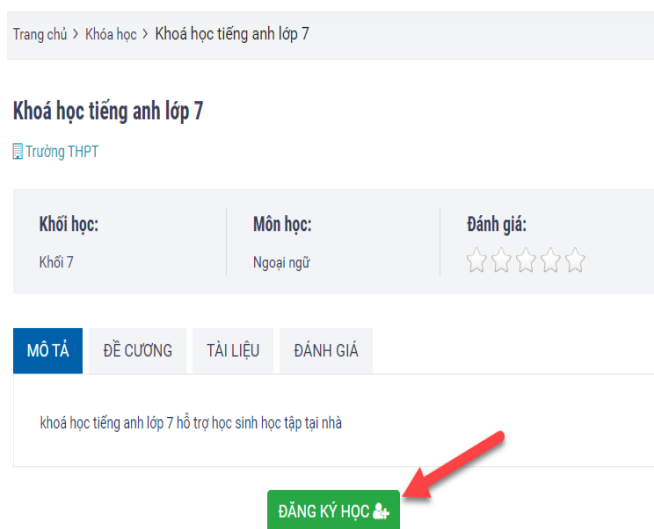 Trang chủ > Khóa học > Khoá học tiếng anh lớp 7
Khoá học tiếng anh lớp 7
Trường THPT
Khối học: Môn học: Đánh giá:
Khối 7 Ngoại ngữ
MÔ TẢ ĐỀ CƯƠNG TÀI LIỆU ĐÁNH GIÁ
khoá học tiếng anh lớp 7 hỗ trợ học sinh học tập tại nhà
ĐĂNG KÝ HỌC